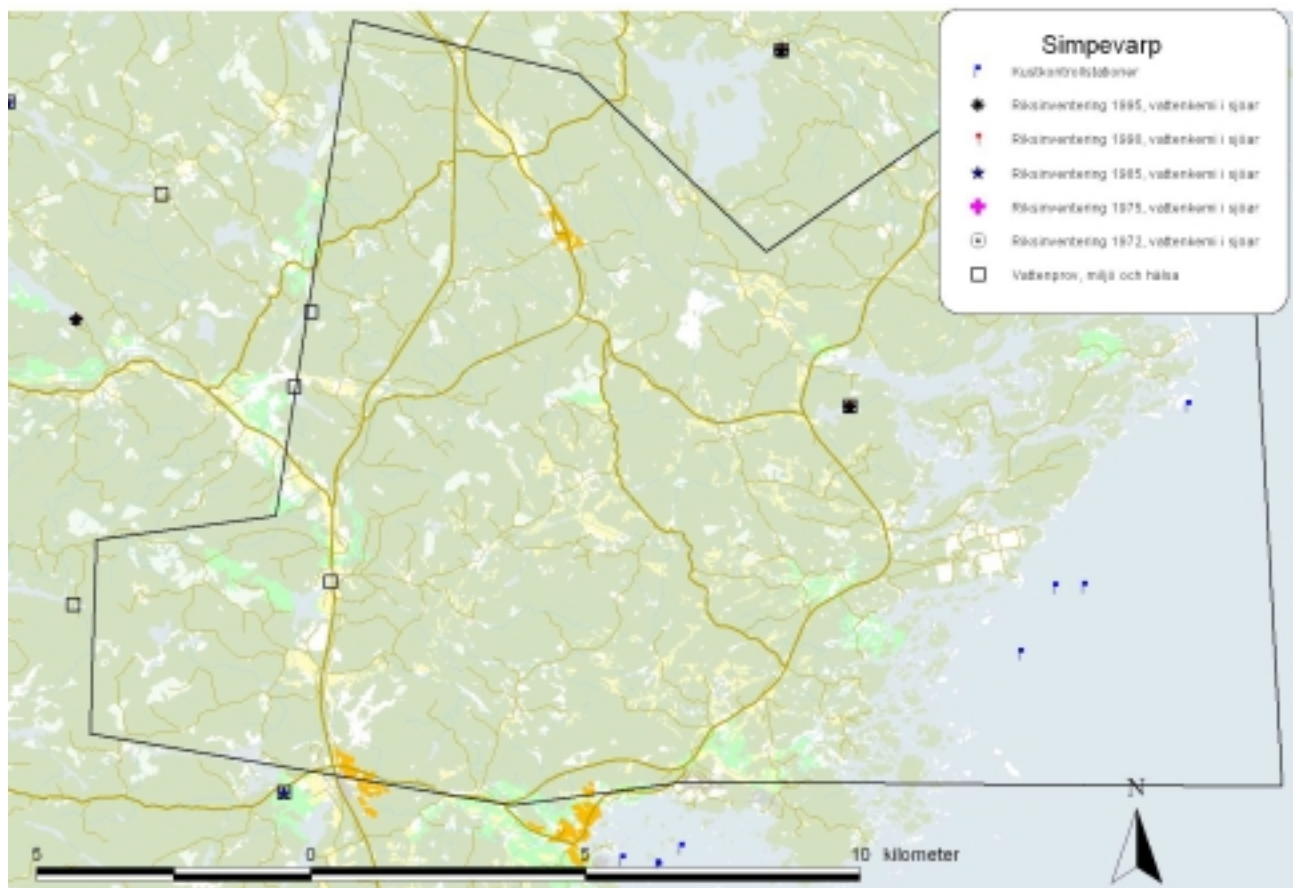 Simpevarp
Kustkontrollstationer
Riksinventering 1995, vattenkemi i sjöar
Riksinventering 1990, vattenkemi i sjöar
Riksinventering 1985, vattenkemi i sjöar
Riksinventering 1975, vattenkemi i sjöar
Riksinventering 1972, vattenkemi i sjöar
Vattenprov, miljö och hälsa
N
5 0 5 10 kilometer